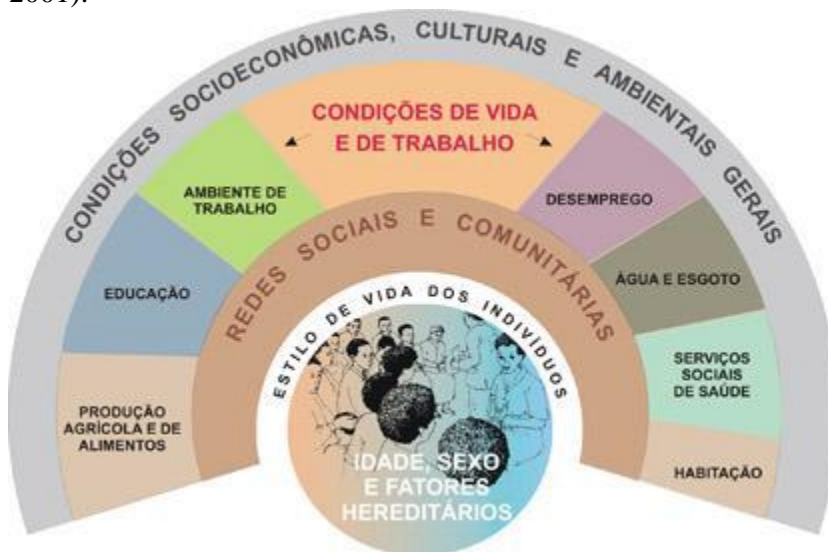 2001).
CONDIÇÕES SOCIOECONÔMICAS, CULTURAIS E AMBIENTAIS GERAIS
CONDIÇÕES DE VIDA
E DE TRABALHO
AMBIENTE DE
TRABALHO
DESEMPREGO
EDUCAÇÃO
ÁGUA E ESGOTO
PRODUÇÃO
AGRÍCOLA E DE
ALIMENTOS
SERVIÇOS
SOCIAIS
DE SAÚDE
HABITAÇÃO
REDES SOCIAIS E COMUNITÁRIAS
ESTILO DE VIDA DOS INDIVÍDUOS
IDADE, SEXO
E FATORES
HEREDITÁRIOS